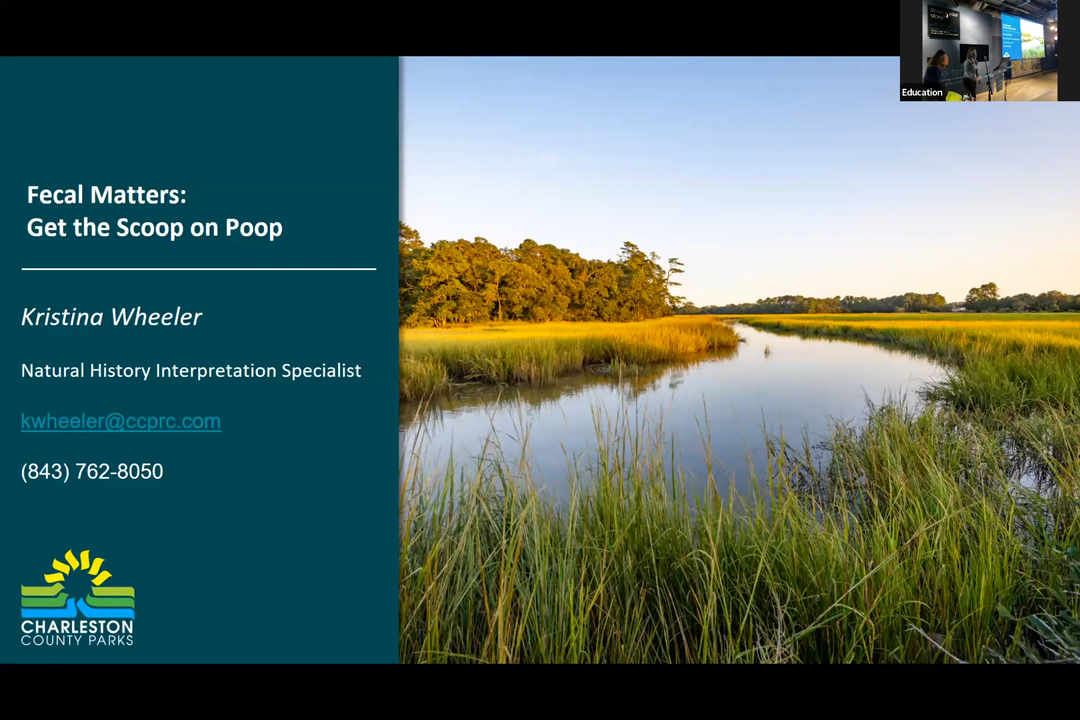 Fecal Matters:
Get the Scoop on Poop
Kristina Wheeler
Natural History Interpretation Specialist
kwheeler@ccprc.com
(843) 762-8050
CHARLESTON
COUNTY PARKS
Education